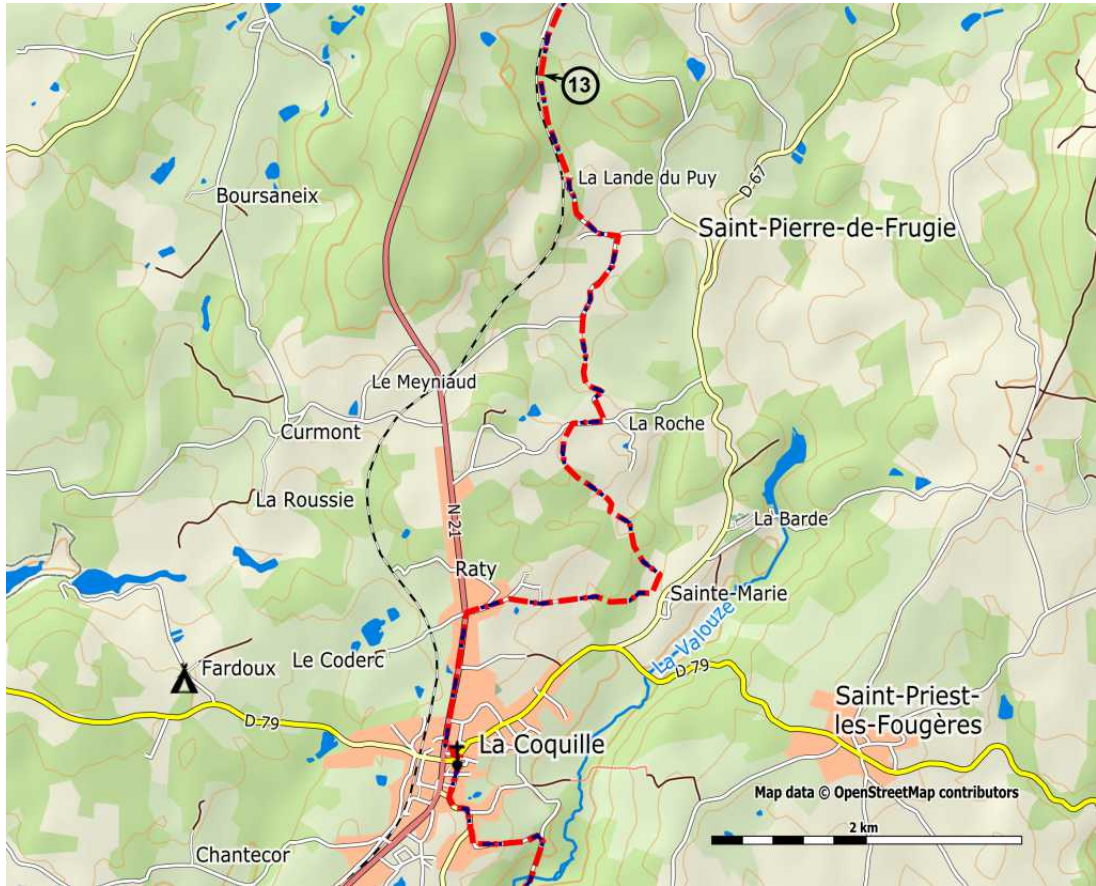 13
La Lande du Puy
Boursaneix
D 67
Saint-Pierre-de-Frugie
Le Meyniaud
Curmont
La Roche
La Roussie
N 21
La Barde
Raty
Sainte-Marie
La Valouze
Le Coderc
Fardoux
D 79
D 79
Saint-Priest-
les-Fougères
La Coquille
Map data © OpenStreetMap contributors
2 km
Chantecor